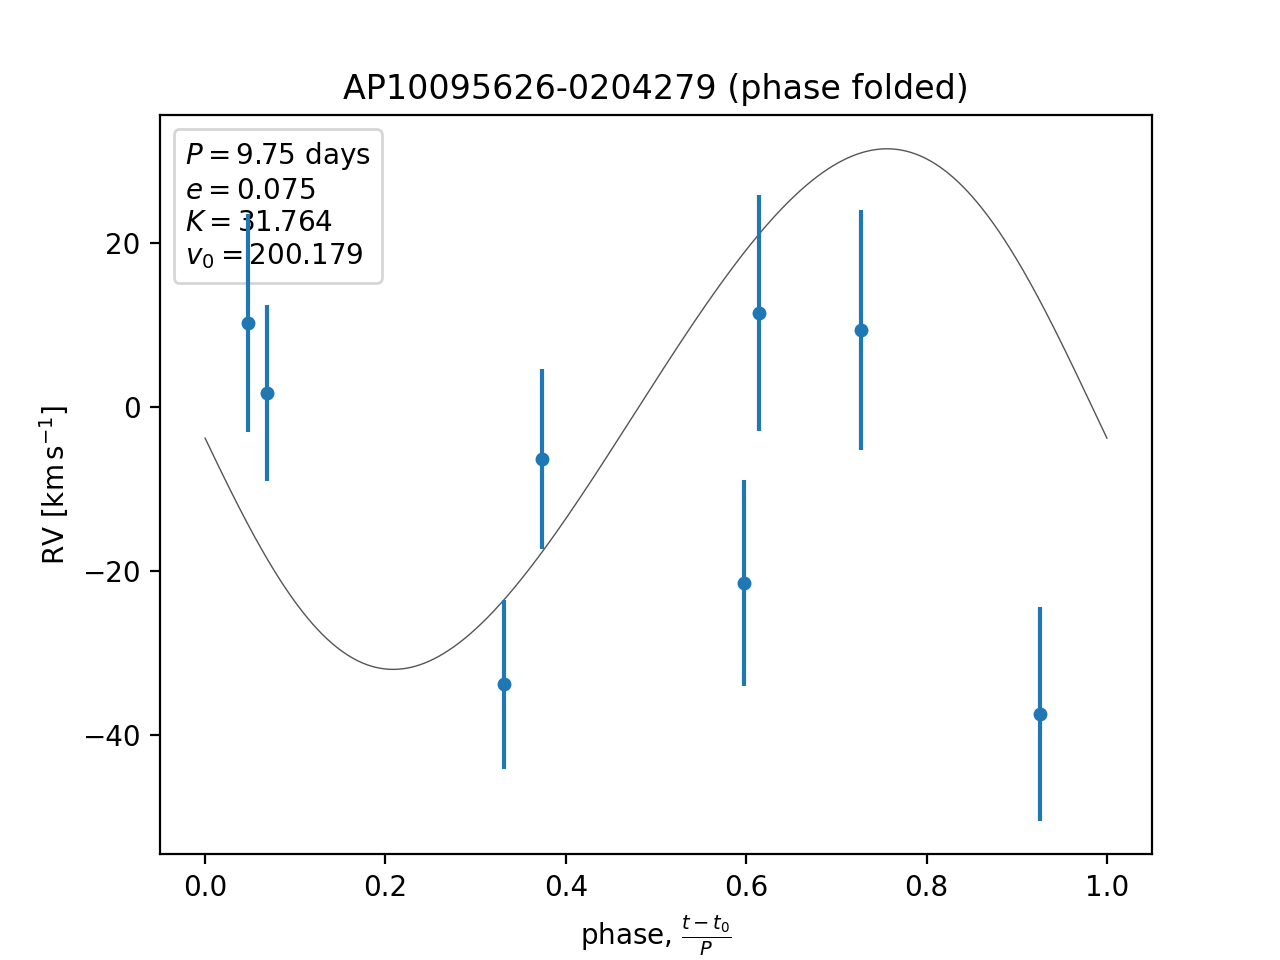 AP10095626-0204279 (phase folded)
P = 9.75 days
e = 0.075
K = 31.764
v₀ = 200.179
20
0
−20
−40
RV [km s⁻¹]
0.0 0.2 0.4 0.6 0.8 1.0
phase, (t − t₀)/P